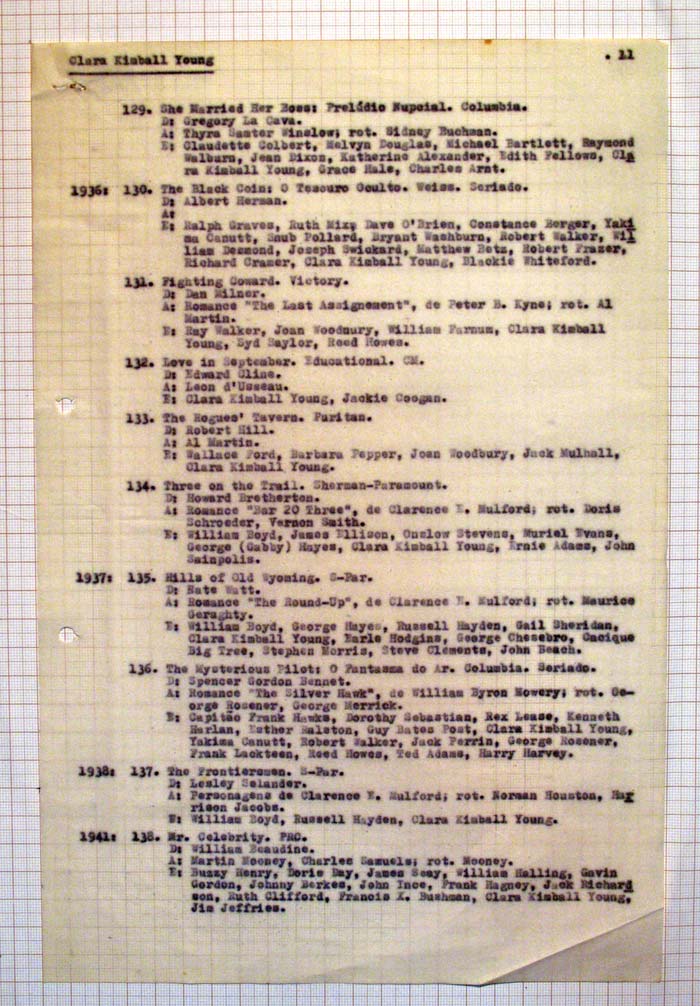 Clara Kimball Young . 11
129. She Married Her Boss: Prelúdio Nupcial. Columbia.
D: Gregory La Cava.
A: Thyra Samter Winslow; rot. Sidney Buchman.
E: Claudette Colbert, Melvyn Douglas, Michael Bartlett, Raymond
Walburn, Jean Dixon, Katherine Alexander, Edith Fellows, Cla
ra Kimball Young, Grace Hale, Charles Arnt.
1936: 130. The Black Coin: O Tesouro Oculto. Weiss. Seriado.
D: Albert Herman.
A:
E: Ralph Graves, Ruth Mix, Dave O'Brien, Constance Berger, Yaki
ma Canutt, Snub Pollard, Bryant Washburn, Robert Walker, Wil
liam Desmond, Joseph Swickard, Matthew Betz, Robert Frazer,
Richard Cramer, Clara Kimball Young, Blackie Whiteford.
131. Fighting Coward. Victory.
D: Dan Milner.
A: Romance "The Last Assignement", de Peter B. Kyne; rot. Al
Martin.
E: Ray Walker, Joan Woodnury, William Farnum, Clara Kimball
Young, Syd Saylor, Reed Howes.
132. Love in September. Educational. CM.
D: Edward Cline.
A: Leon d'Usseau.
E: Clara Kimball Young, Jackie Coogan.
133. The Rogues' Tavern. Puritan.
D: Robert Hill.
A: Al Martin.
E: Wallace Ford, Barbara Pepper, Joan Woodbury, Jack Mulhall,
Clara Kimball Young.
134. Three on the Trail. Sherman-Paramount.
D: Howard Bretherton.
A: Romance "Bar 20 Three", de Clarence E. Mulford; rot. Doris
Schroeder, Vernon Smith.
E: William Boyd, James Ellison, Onslow Stevens, Muriel Evans,
George (Gabby) Hayes, Clara Kimball Young, Ernie Adams, John
Sainpolis.
1937: 135. Hills of Old Wyoming. S-Par.
D: Nate Watt.
A: Romance "The Round-Up", de Clarence E. Mulford; rot. Maurice
Geraghty.
E: William Boyd, George Hayes, Russell Hayden, Gail Sheridan,
Clara Kimball Young, Earle Hodgins, George Chesebro, Cacique
Big Tree, Stephen Morris, Steve Clements, John Beach.
136. The Mysterious Pilot: O Fantasma do Ar. Columbia. Seriado.
D: Spencer Gordon Bennet.
A: Romance "The Silver Hawk", de William Byron Mowery; rot. Ge-
orge Rosener, George Merrick.
E: Capitão Frank Hawks, Dorothy Sebastian, Rex Lease, Kenneth
Harlan, Esther Ralston, Guy Bates Post, Clara Kimball Young,
Yakima Canutt, Robert Walker, Jack Perrin, George Rosener,
Frank Lackteen, Reed Howes, Ted Adams, Harry Harvey.
1938: 137. The Frontiersmen. S-Par.
D: Lesley Selander.
A: Personagens de Clarence E. Mulford; rot. Norman Houston, Har
rison Jacobs.
E: William Boyd, Russell Hayden, Clara Kimball Young.
1941: 138. Mr. Celebrity. PRC.
D: William Beaudine.
A: Martin Mooney, Charles Samuels; rot. Mooney.
E: Buzzy Henry, Doris Day, James Seay, William Halling, Gavin
Gordon, Johnny Berkes, John Ince, Frank Hagney, Jack Richard
son, Ruth Clifford, Francis X. Bushman, Clara Kimball Young,
Jim Jeffries.